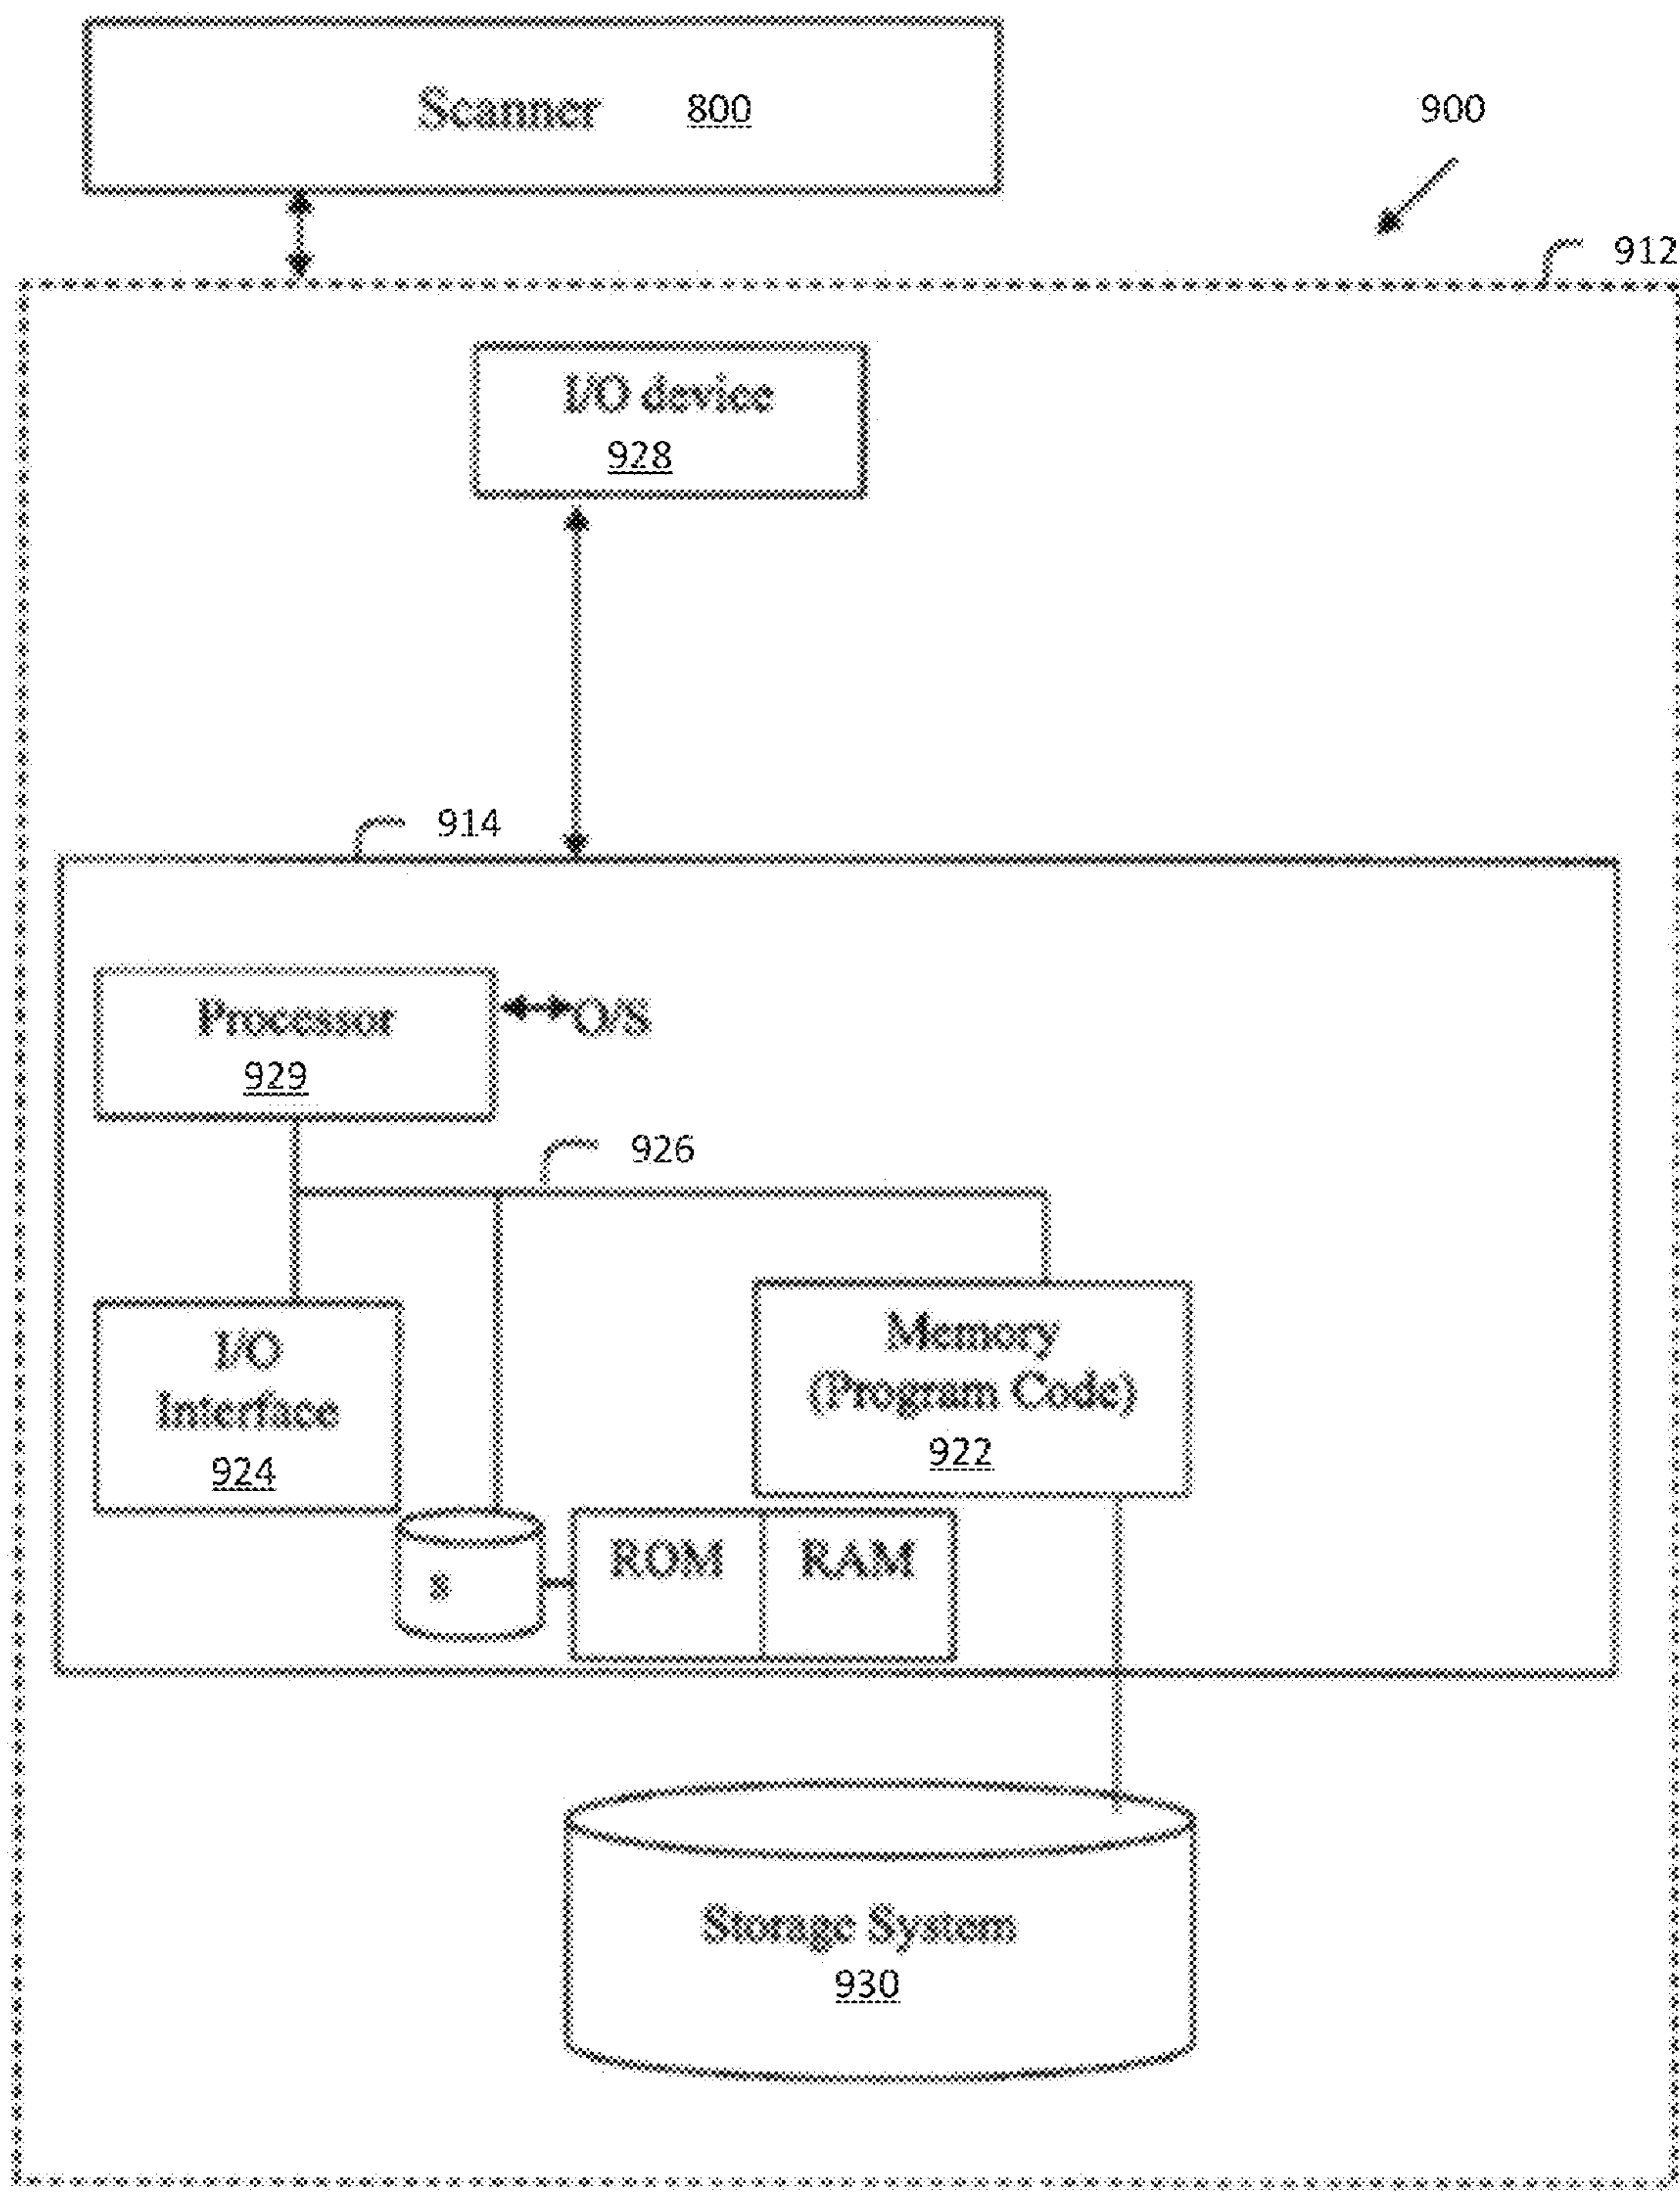 Scanner 800
900
912
I/O device
928
914
Processor
929
O/S
926
I/O
Interface
924
Memory
(Program Code)
922
ROM
RAM
Storage System
930